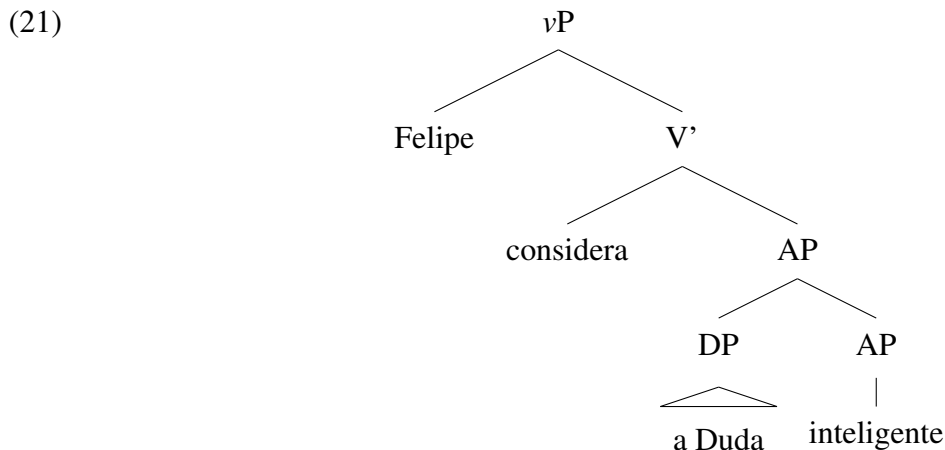 (21) vP
Felipe V’
considera AP
DP AP
a Duda inteligente